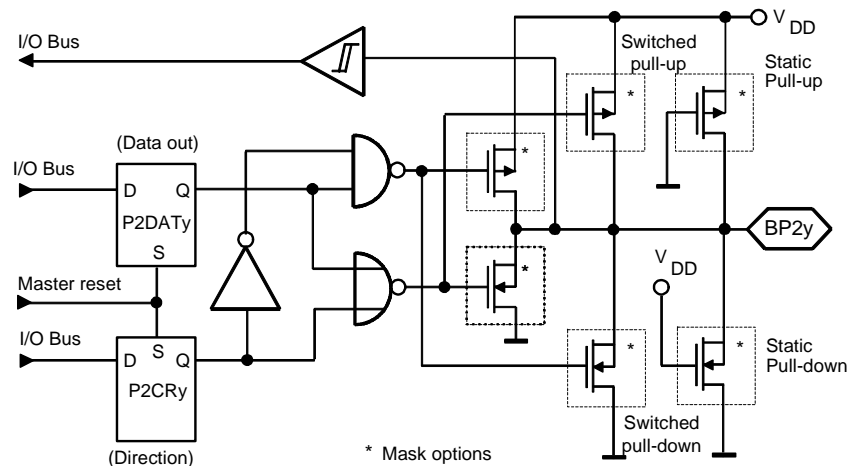 I/O Bus
V
DD
Switched
pull-up
Static
Pull-up
*
*
(Data out)
I/O Bus
D Q
P2DATy
S
*
BP2y
Master reset
*
V
DD
I/O Bus
S
D Q
P2CRy
*
*
Static
Pull-down
Switched
pull-down
(Direction)
* Mask options